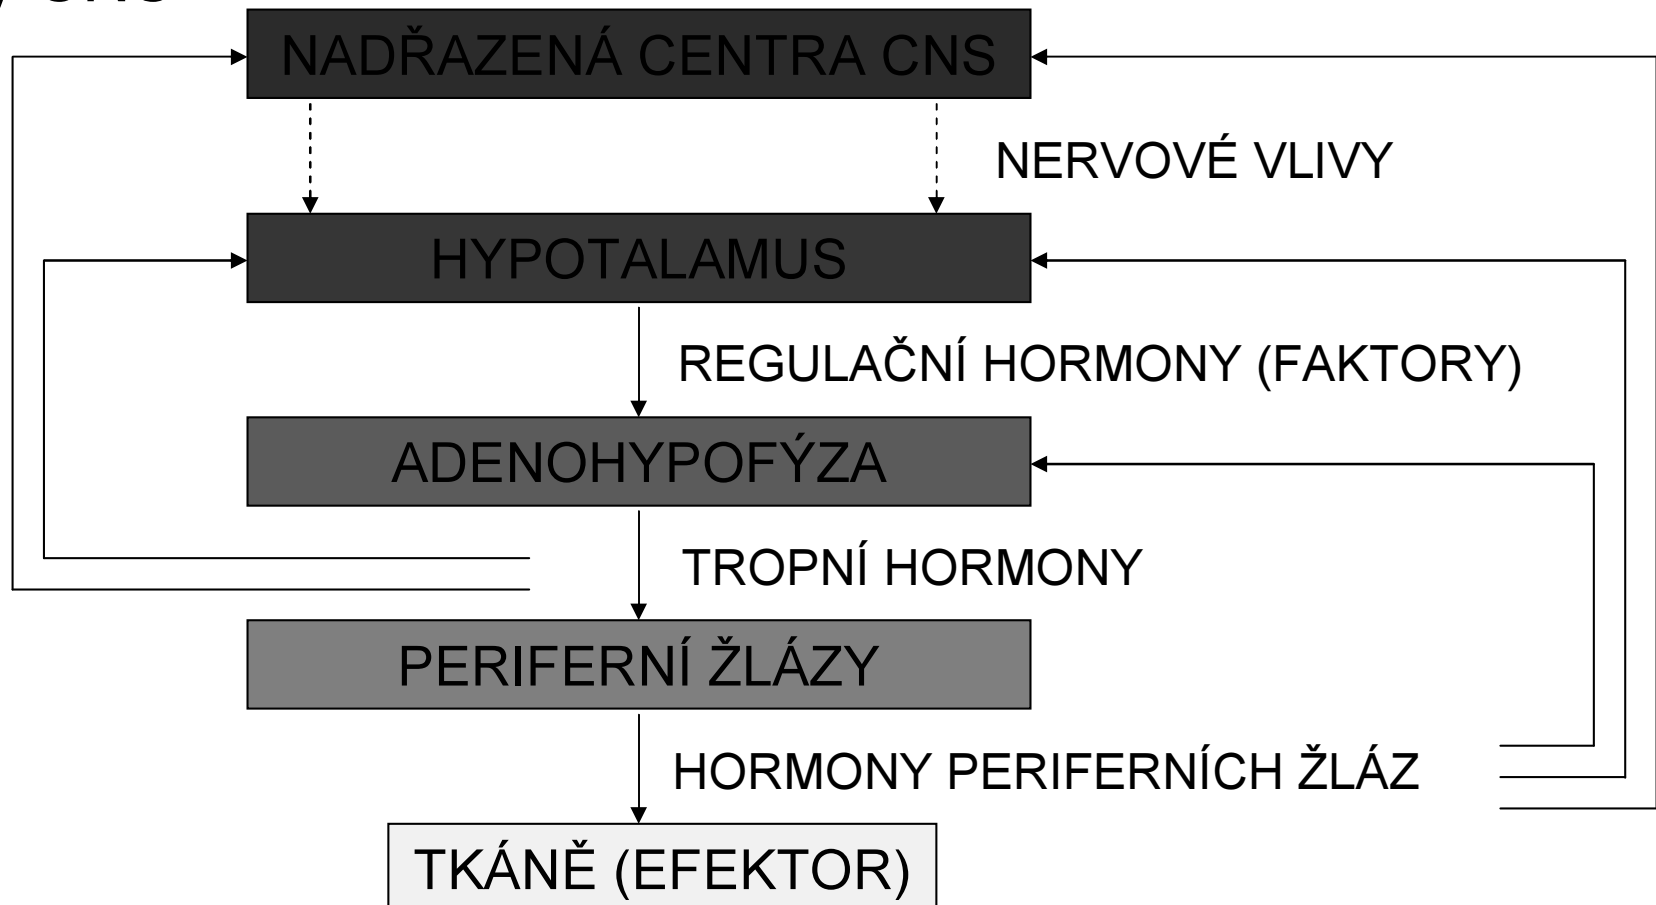 NADŘAZENÁ CENTRA CNS
NERVOVÉ VLIVY
HYPOTALAMUS
REGULAČNÍ HORMONY (FAKTORY)
ADENOHYPOFÝZA
TROPNÍ HORMONY
PERIFERNÍ ŽLÁZY
HORMONY PERIFERNÍCH ŽLÁZ
TKÁNĚ (EFEKTOR)